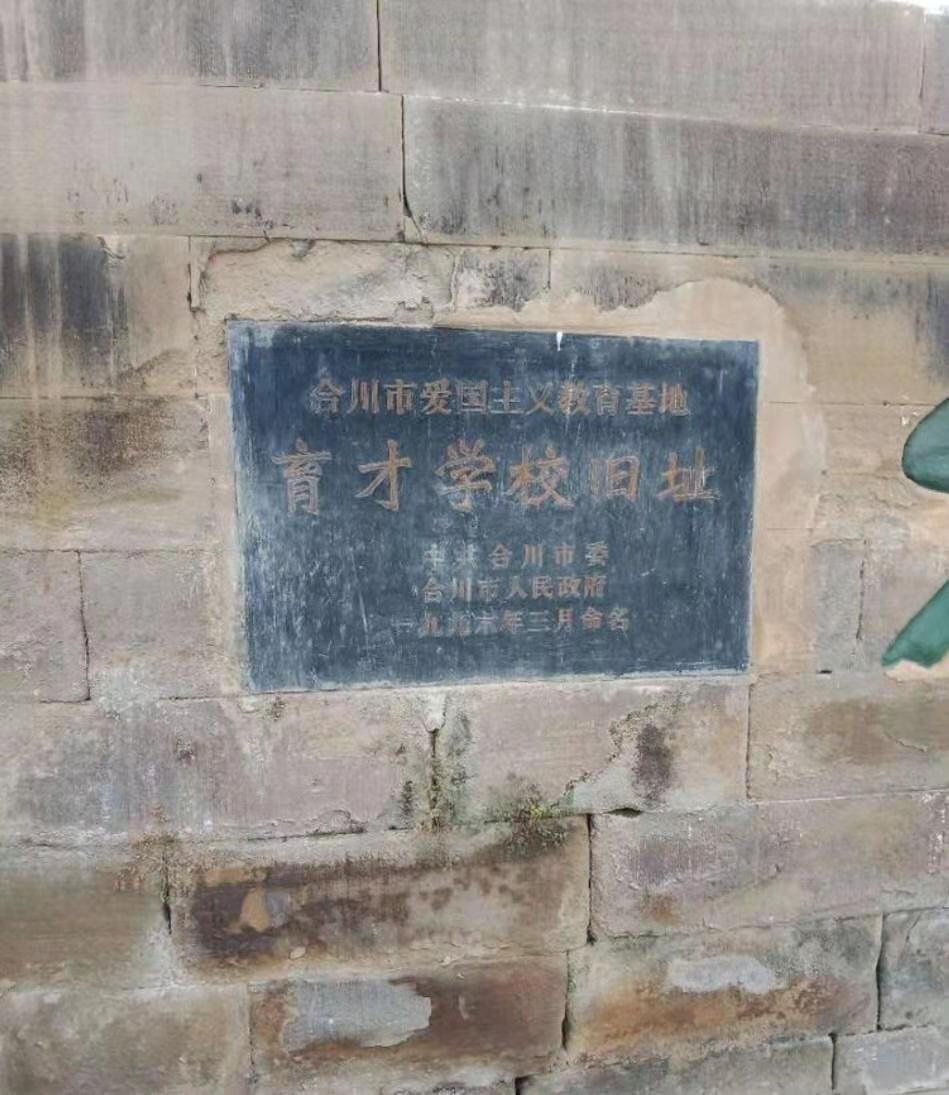 合川市爱国主义教育基地
育才学校旧址
中共合川市委
合川市人民政府
一九九六年三月命名